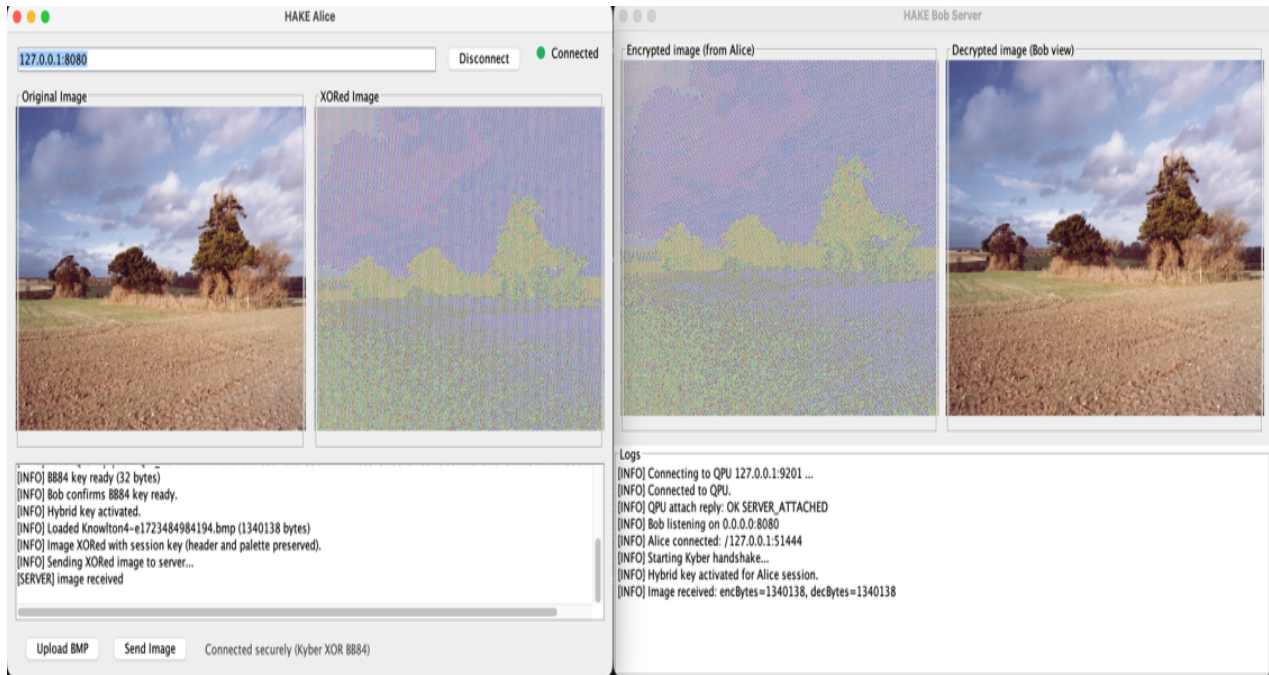 HAKE Alice
127.0.0.1:8080
Disconnect
Connected
Original Image
XORed Image
[INFO] BB84 key ready (32 bytes)
[INFO] Bob confirms BB84 key ready.
[INFO] Hybrid key activated.
[INFO] Loaded Knowlton4-e1723484984194.bmp (1340138 bytes)
[INFO] Image XORed with session key (header and palette preserved).
[INFO] Sending XORed image to server...
[SERVER] image received
Upload BMP
Send Image
Connected securely (Kyber XOR BB84)
HAKE Bob Server
Encrypted image (from Alice)
Decrypted image (Bob view)
Logs
[INFO] Connecting to QPU 127.0.0.1:9201 ...
[INFO] Connected to QPU.
[INFO] QPU attach reply: OK SERVER_ATTACHED
[INFO] Bob listening on 0.0.0.0:8080
[INFO] Alice connected: /127.0.0.1:51444
[INFO] Starting Kyber handshake...
[INFO] Hybrid key activated for Alice session.
[INFO] Image received: encBytes=1340138, decBytes=1340138